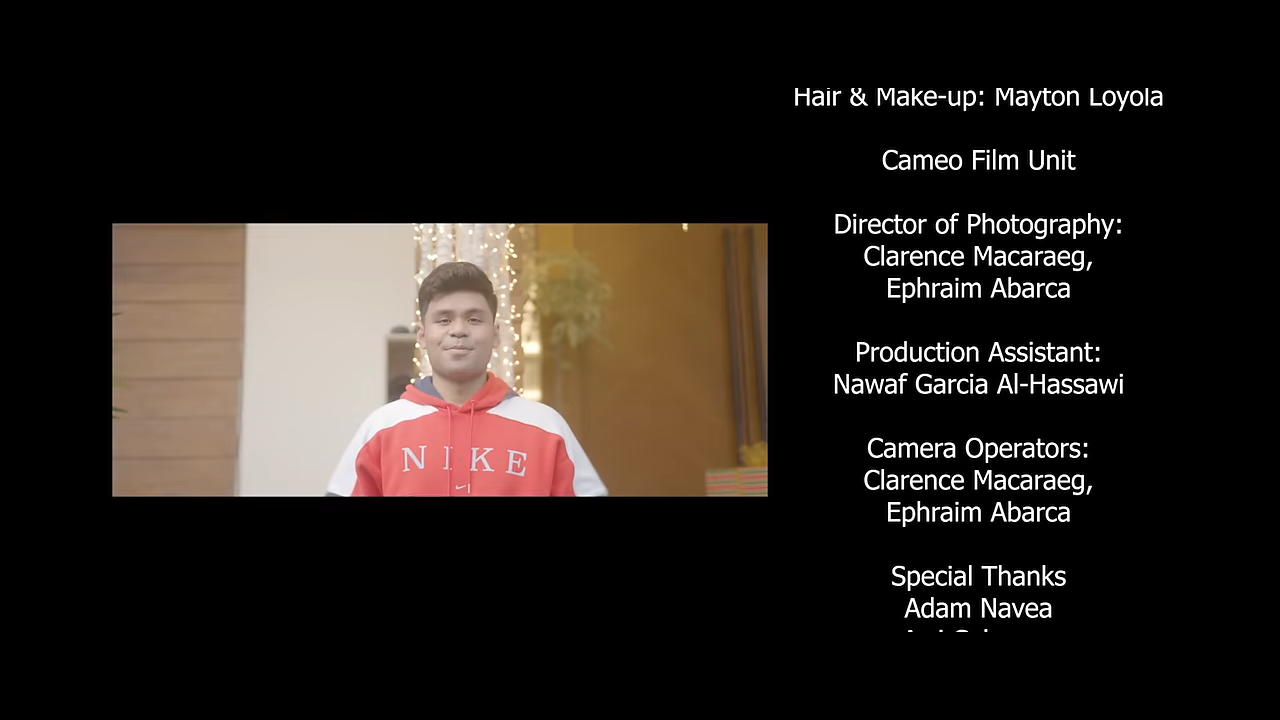 Hair & Make-up: Mayton Loyola
Cameo Film Unit
Director of Photography:
Clarence Macaraeg,
Ephraim Abarca
Production Assistant:
Nawaf Garcia Al-Hassawi
Camera Operators:
Clarence Macaraeg,
Ephraim Abarca
Special Thanks
Adam Navea
NIKE